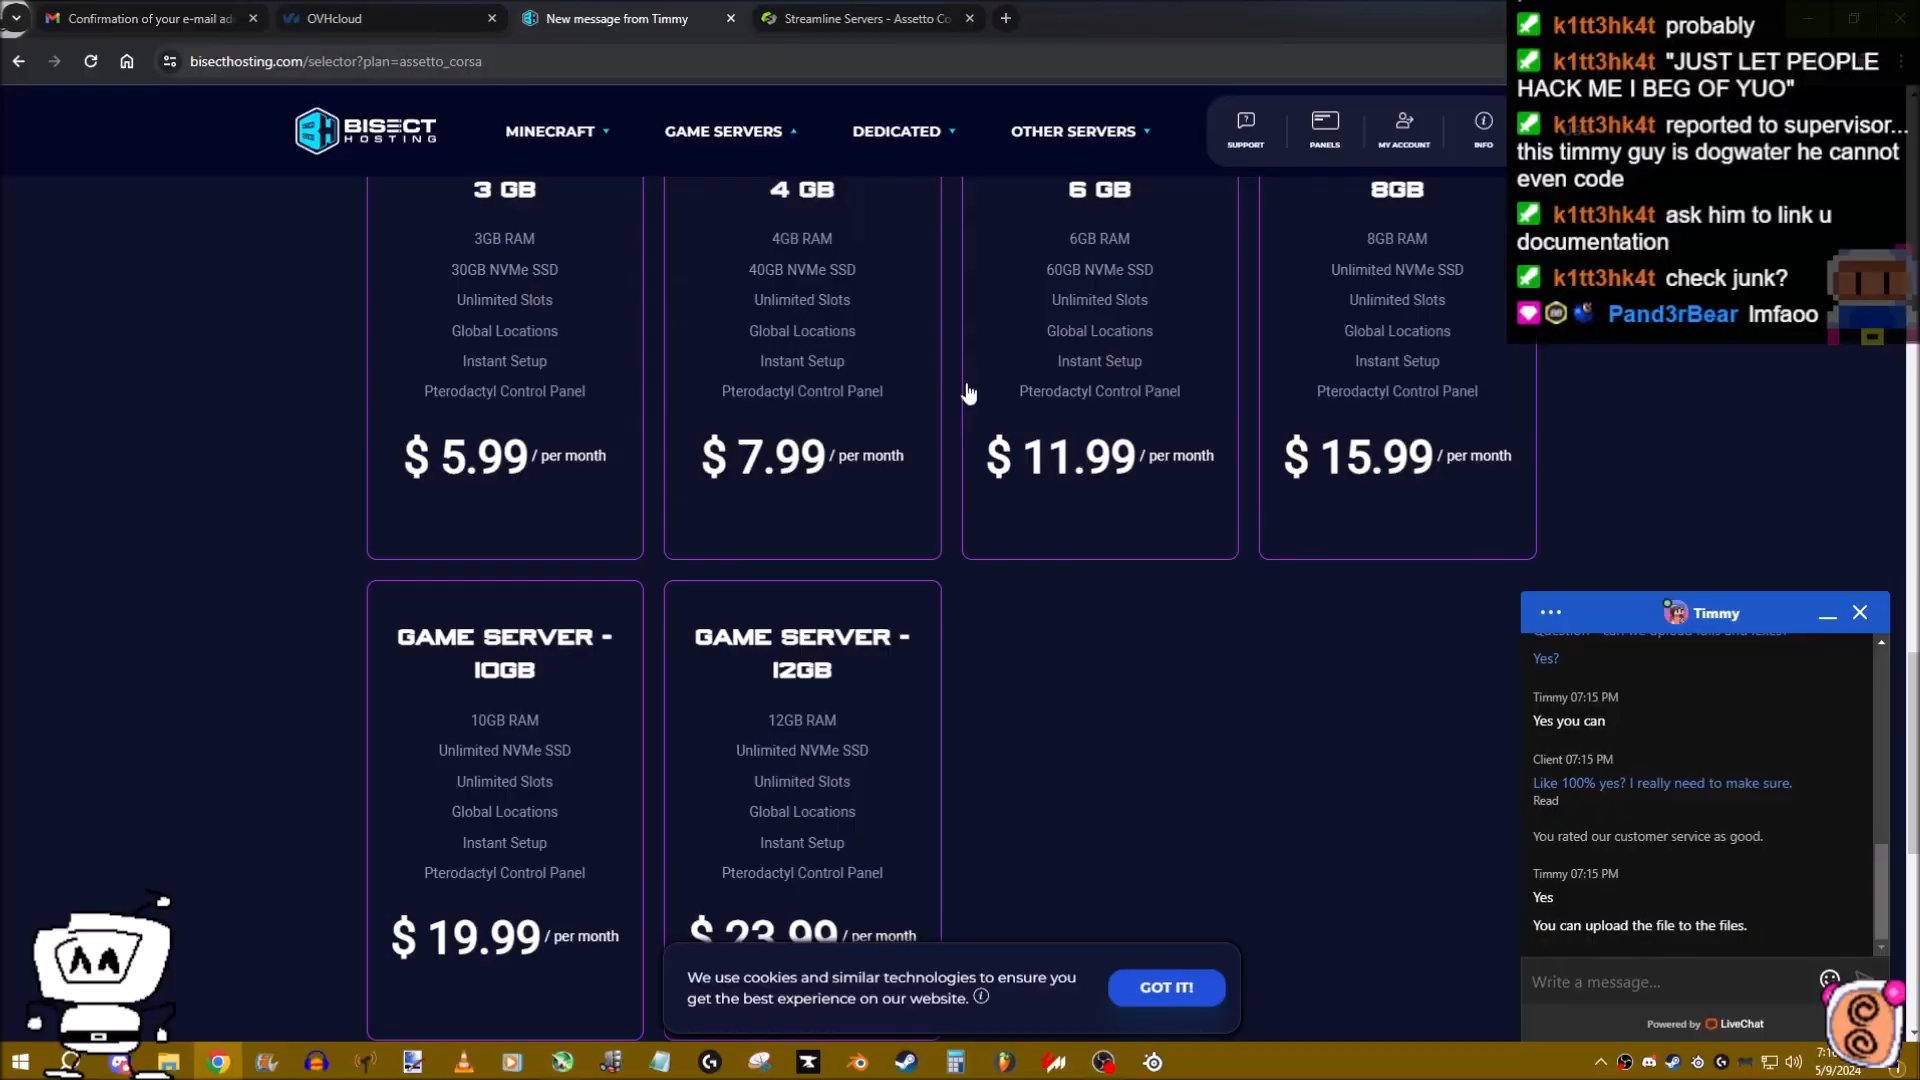 Confirmation of your e-mail ad
OVHcloud
New message from Timmy
Streamline Servers - Assetto Co
bisecthosting.com/selector?plan=assetto_corsa
BISECT
HOSTING
MINECRAFT
GAME SERVERS
DEDICATED
OTHER SERVERS
SUPPORT
PANELS
MY ACCOUNT
INFO
k1tt3hk4t probably
k1tt3hk4t "JUST LET PEOPLE
HACK ME I BEG OF YUO"
k1tt3hk4t reported to supervisor...
this timmy guy is dogwater he cannot
even code
k1tt3hk4t ask him to link u
documentation
k1tt3hk4t check junk?
Pand3rBear lmfaoo
3 GB
3GB RAM
30GB NVMe SSD
Unlimited Slots
Global Locations
Instant Setup
Pterodactyl Control Panel
$ 5.99 / per month
4 GB
4GB RAM
40GB NVMe SSD
Unlimited Slots
Global Locations
Instant Setup
Pterodactyl Control Panel
$ 7.99 / per month
6 GB
6GB RAM
60GB NVMe SSD
Unlimited Slots
Global Locations
Instant Setup
Pterodactyl Control Panel
$ 11.99 / per month
8GB
8GB RAM
Unlimited NVMe SSD
Unlimited Slots
Global Locations
Instant Setup
Pterodactyl Control Panel
$ 15.99 / per month
GAME SERVER -
10GB
10GB RAM
Unlimited NVMe SSD
Unlimited Slots
Global Locations
Instant Setup
Pterodactyl Control Panel
$ 19.99 / per month
GAME SERVER -
12GB
12GB RAM
Unlimited NVMe SSD
Unlimited Slots
Global Locations
Instant Setup
Pterodactyl Control Panel
$ 23.99 / per month
We use cookies and similar technologies to ensure you
get the best experience on our website.
GOT IT!
Timmy
Yes?
Timmy 07:15 PM
Yes you can
Client 07:15 PM
Like 100% yes? I really need to make sure.
Read
You rated our customer service as good.
Timmy 07:15 PM
Yes
You can upload the file to the files.
Write a message...
Powered by LiveChat
5/9/2024